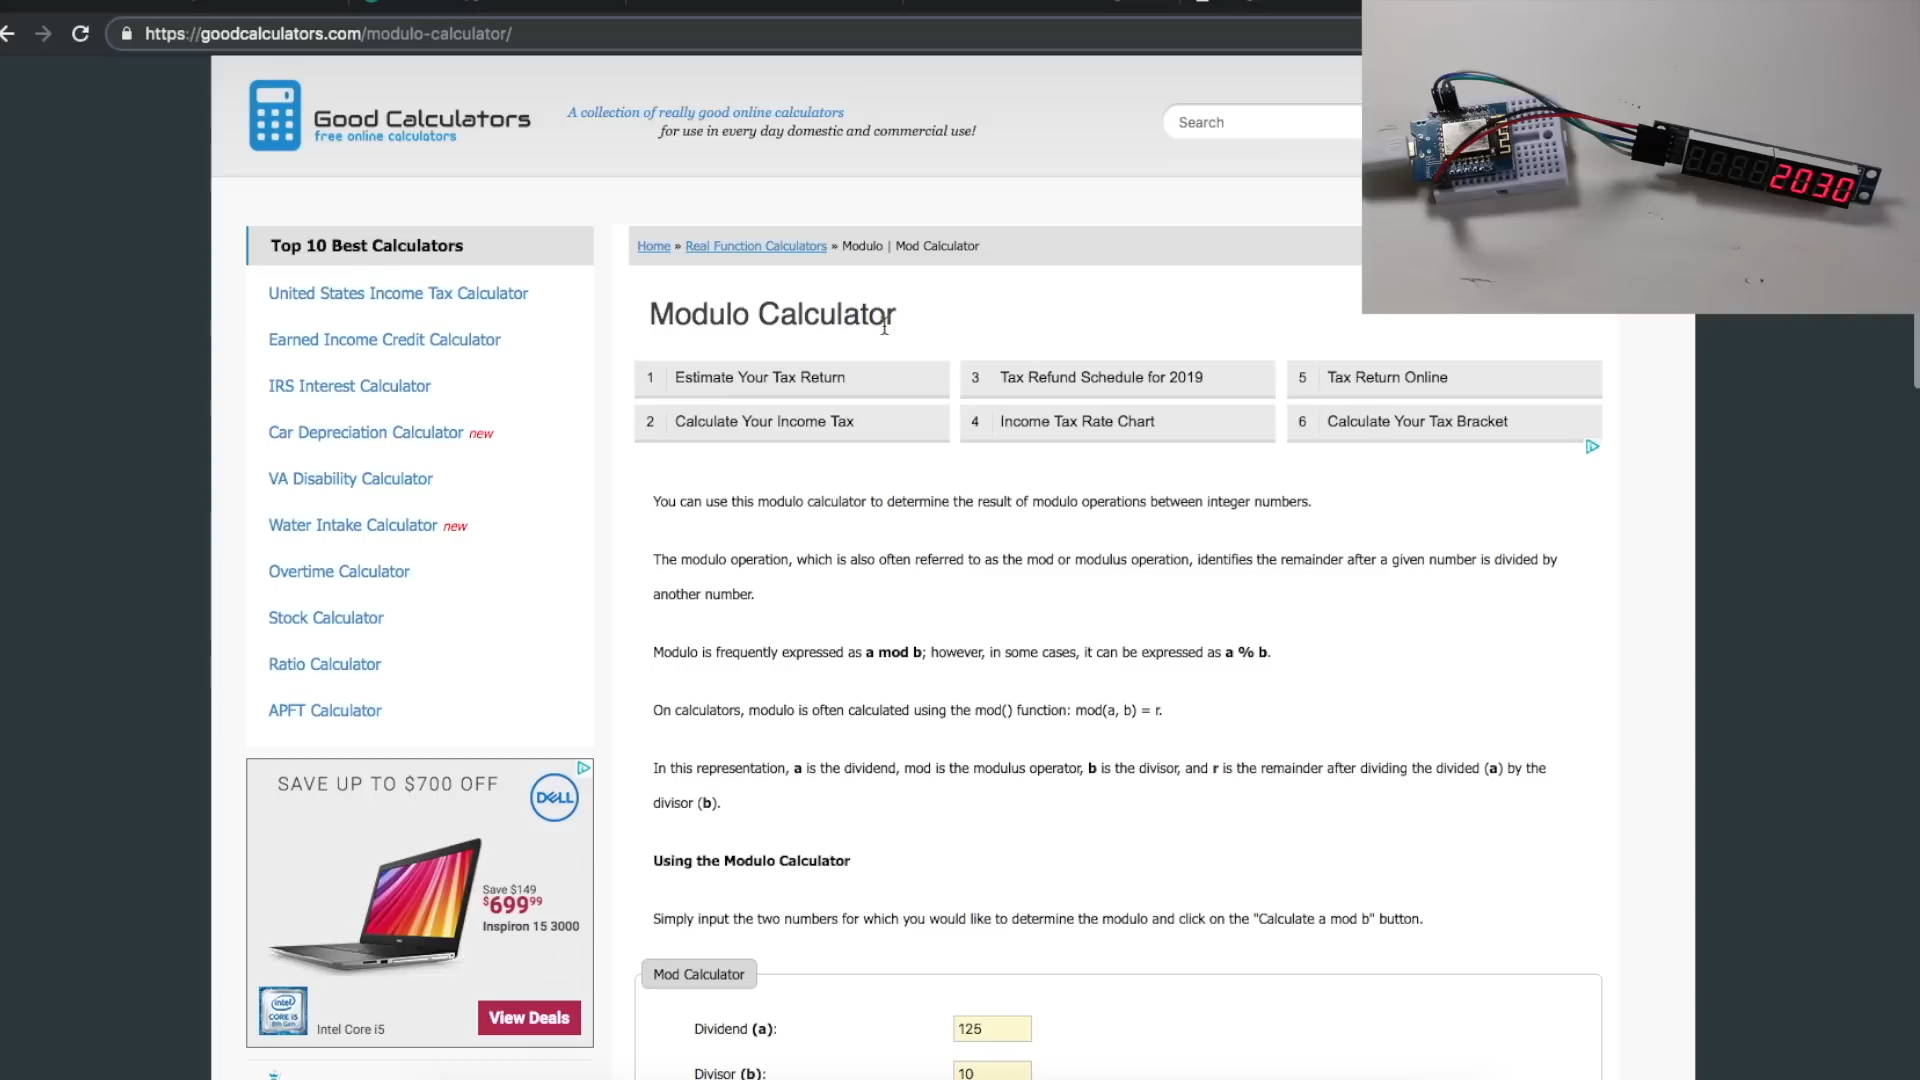 https://goodcalculators.com/modulo-calculator/
Good Calculators
free online calculators
A collection of really good online calculators
for use in every day domestic and commercial use!
Search
2030
Top 10 Best Calculators
United States Income Tax Calculator
Earned Income Credit Calculator
IRS Interest Calculator
Car Depreciation Calculator new
VA Disability Calculator
Water Intake Calculator new
Overtime Calculator
Stock Calculator
Ratio Calculator
APFT Calculator
SAVE UP TO $700 OFF
DELL
Save $149
$699.99
Inspiron 15 3000
intel
CORE i5
8th Gen
Intel Core i5
View Deals
Home » Real Function Calculators » Modulo | Mod Calculator
Modulo Calculator
1 Estimate Your Tax Return
3 Tax Refund Schedule for 2019
5 Tax Return Online
2 Calculate Your Income Tax
4 Income Tax Rate Chart
6 Calculate Your Tax Bracket
You can use this modulo calculator to determine the result of modulo operations between integer numbers.
The modulo operation, which is also often referred to as the mod or modulus operation, identifies the remainder after a given number is divided by
another number.
Modulo is frequently expressed as a mod b; however, in some cases, it can be expressed as a % b.
On calculators, modulo is often calculated using the mod() function: mod(a, b) = r.
In this representation, a is the dividend, mod is the modulus operator, b is the divisor, and r is the remainder after dividing the divided (a) by the
divisor (b).
Using the Modulo Calculator
Simply input the two numbers for which you would like to determine the modulo and click on the "Calculate a mod b" button.
Mod Calculator
Dividend (a): 125
Divisor (b): 10